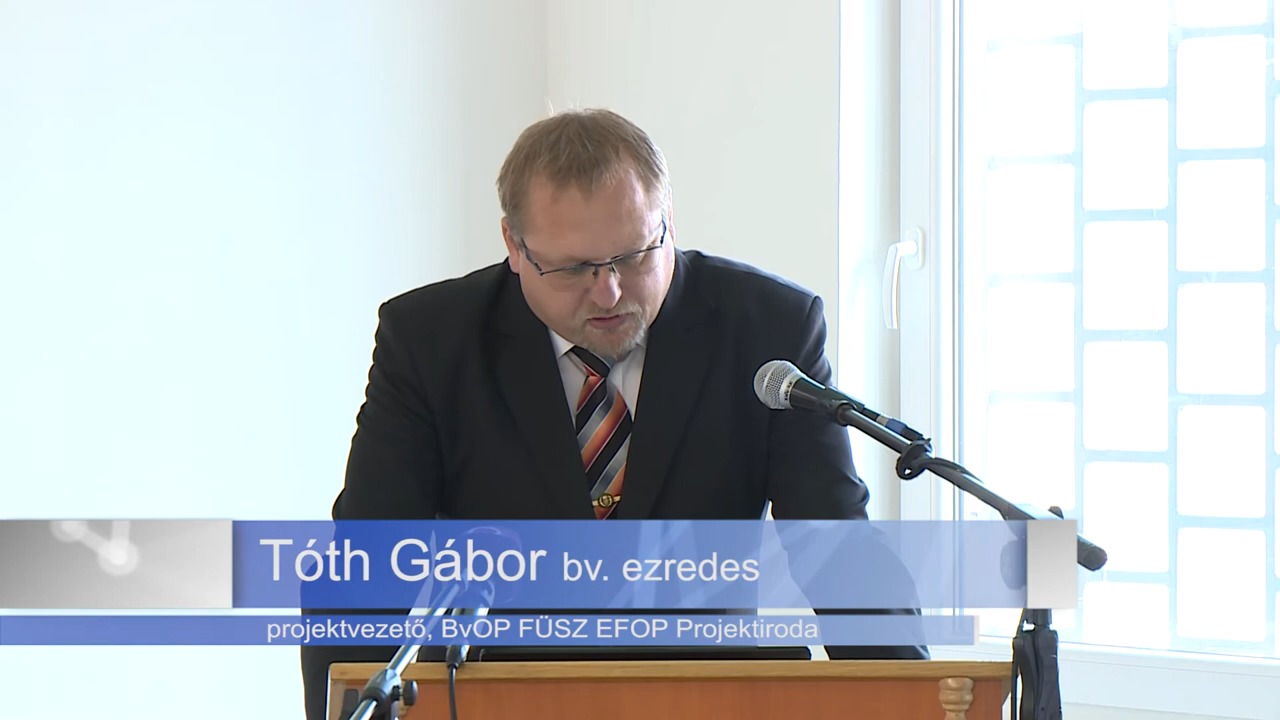 Tóth Gábor bv. ezredes
projektvezető, BvOP FÜSZ EFOP Projektiroda